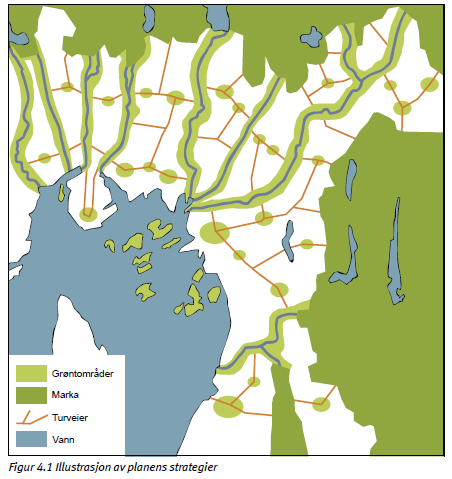 Grøntområder
Marka
Turveier
Vann
Figur 4.1 Illustrasjon av planens strategier